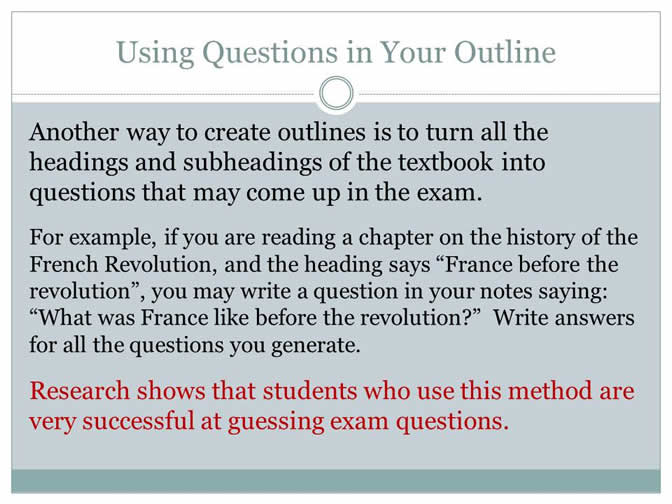 Using Questions in Your Outline
Another way to create outlines is to turn all the
headings and subheadings of the textbook into
questions that may come up in the exam.
For example, if you are reading a chapter on the history of the
French Revolution, and the heading says “France before the
revolution”, you may write a question in your notes saying:
“What was France like before the revolution?”  Write answers
for all the questions you generate.
Research shows that students who use this method are
very successful at guessing exam questions.